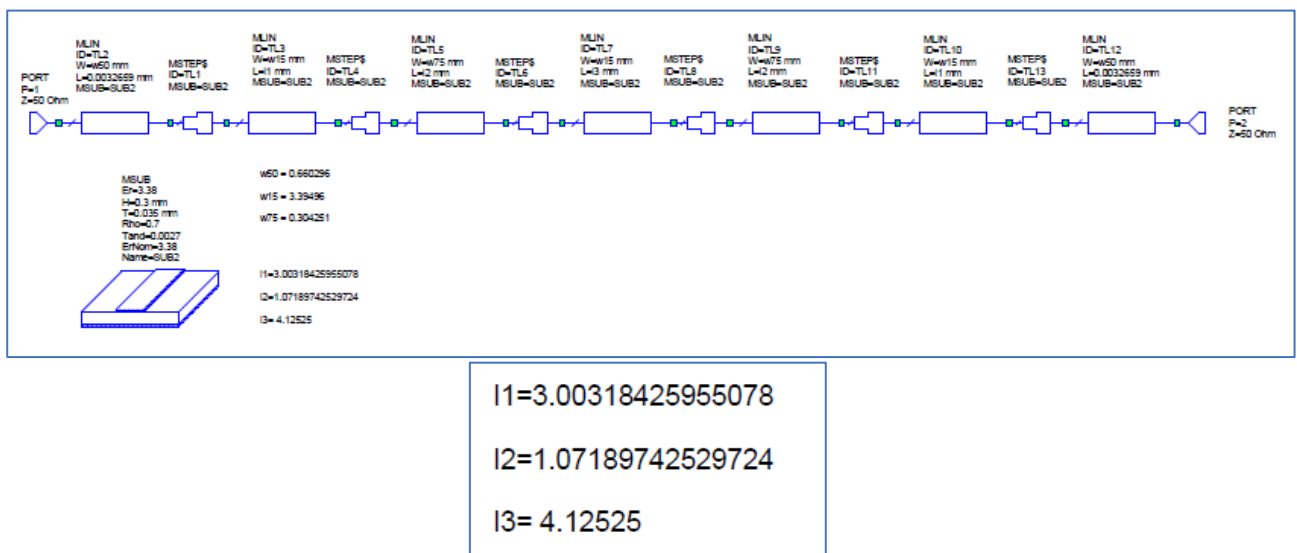 PORT
P=1
Z=50 Ohm
MLIN
ID=TL2
W=w50 mm
L=0.0032659 mm
MSUB=SUB2
MSTEP$
ID=TL1
MSUB=SUB2
MLIN
ID=TL3
W=w15 mm
L=l1 mm
MSUB=SUB2
MSTEP$
ID=TL4
MSUB=SUB2
MLIN
ID=TL5
W=w75 mm
L=l2 mm
MSUB=SUB2
MSTEP$
ID=TL6
MSUB=SUB2
MLIN
ID=TL7
W=w15 mm
L=l3 mm
MSUB=SUB2
MSTEP$
ID=TL8
MSUB=SUB2
MLIN
ID=TL9
W=w75 mm
L=l2 mm
MSUB=SUB2
MSTEP$
ID=TL11
MSUB=SUB2
MLIN
ID=TL10
W=w15 mm
L=l1 mm
MSUB=SUB2
MSTEP$
ID=TL13
MSUB=SUB2
MLIN
ID=TL12
W=w50 mm
L=0.0032659 mm
MSUB=SUB2
PORT
P=2
Z=50 Ohm
MSUB
Er=3.38
H=0.3 mm
T=0.035 mm
Rho=0.7
Tand=0.0027
ErNom=3.38
Name=SUB2
w50 = 0.660296
w15 = 3.39496
w75 = 0.304251
l1=3.00318425955078
l2=1.07189742529724
l3= 4.12525
l1=3.00318425955078
l2=1.07189742529724
l3= 4.12525